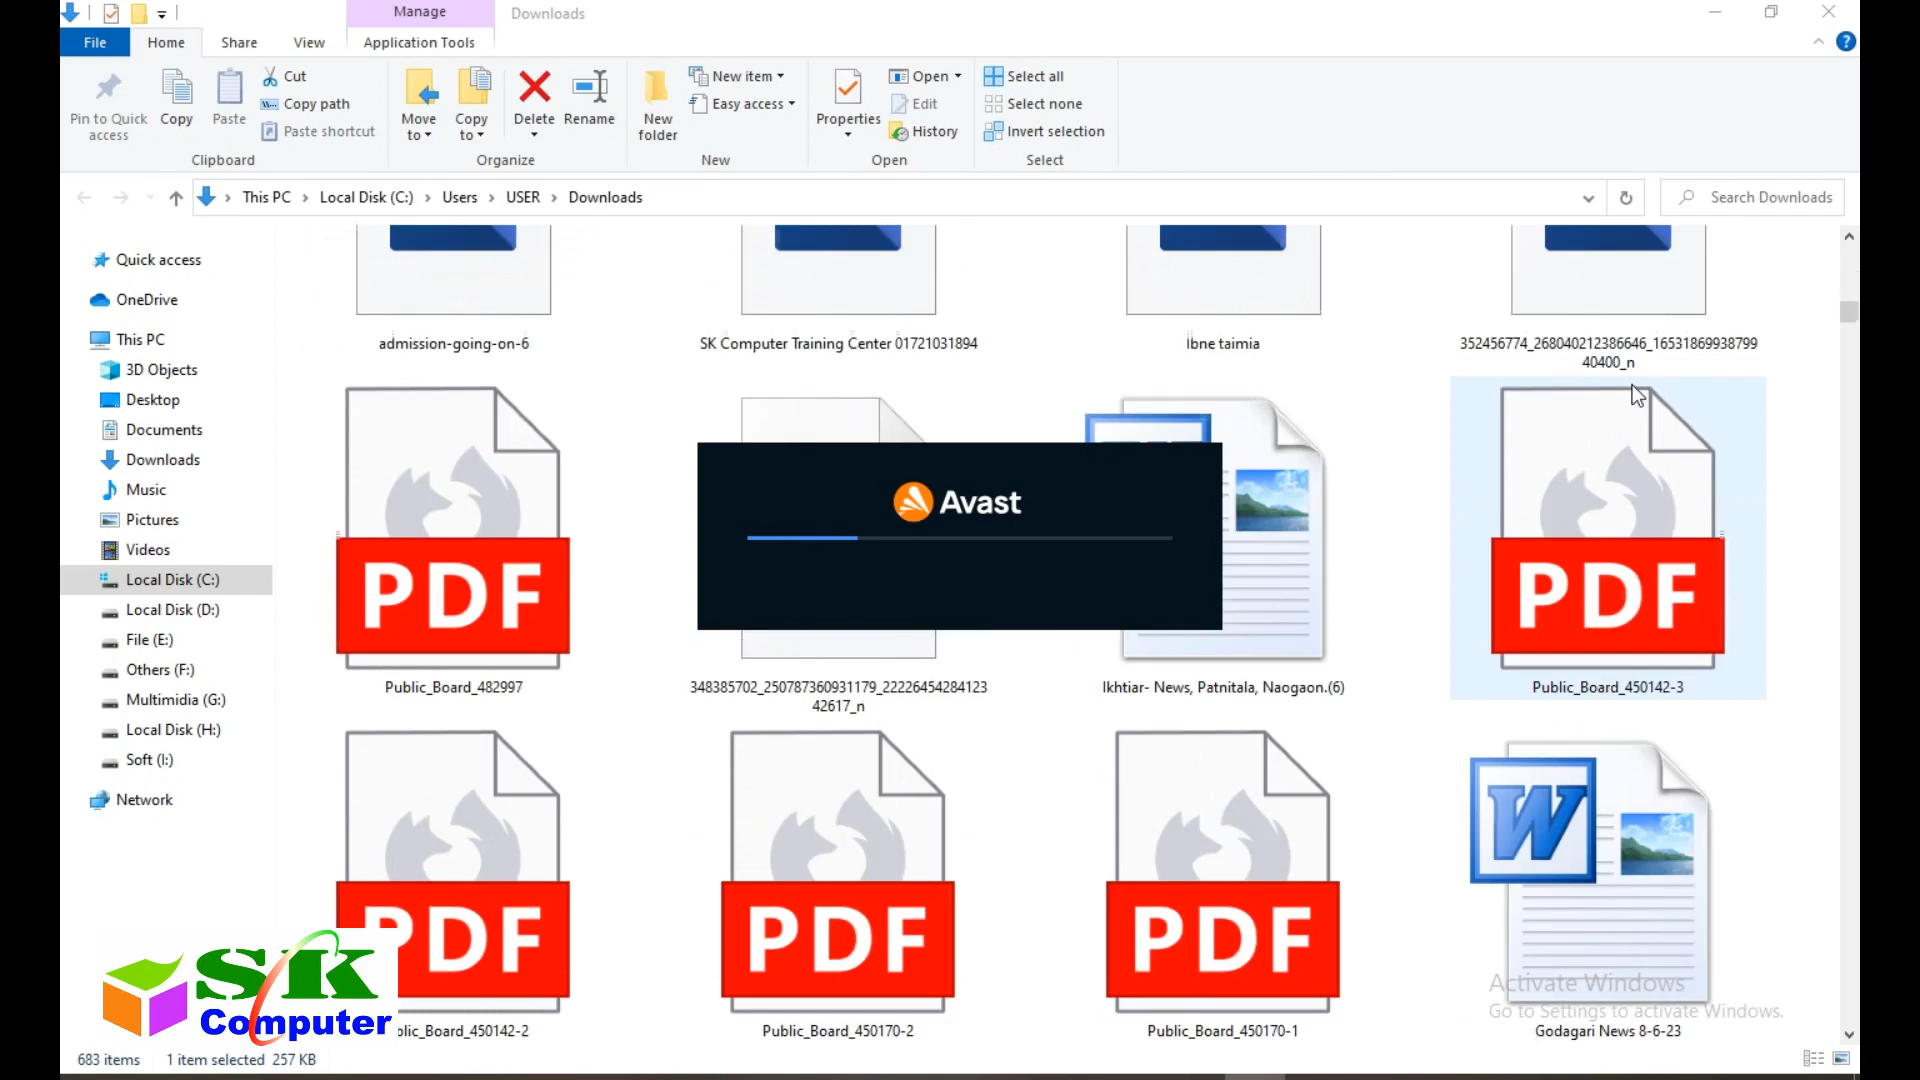 Manage
Downloads
File
Home
Share
View
Application Tools
Pin to Quick
access
Copy
Paste
Cut
Copy path
Paste shortcut
Clipboard
Move
to
Copy
to
Delete
Rename
Organize
New
folder
New item
Easy access
New
Properties
Open
Edit
History
Open
Select all
Select none
Invert selection
Select
This PC
Local Disk (C:)
Users
USER
Downloads
Search Downloads
Quick access
OneDrive
This PC
3D Objects
Desktop
Documents
Downloads
Music
Pictures
Videos
Local Disk (C:)
Local Disk (D:)
File (E:)
Others (F:)
Multimidia (G:)
Local Disk (H:)
Soft (I:)
Network
admission-going-on-6
SK Computer Training Center 01721031894
Ibne taimia
352456774_268040212386646_16531869938799
40400_n
PDF
Public_Board_482997
Avast
348385702_250787360931179_22226454284123
42617_n
Ikhtiar- News, Patnitala, Naogaon.(6)
PDF
Public_Board_450142-3
PDF
blic_Board_450142-2
PDF
Public_Board_450170-2
PDF
Public_Board_450170-1
W
Godagari News 8-6-23
Activate Windows
Go to Settings to activate Windows.
SK
Computer
683 items
1 item selected 257 KB